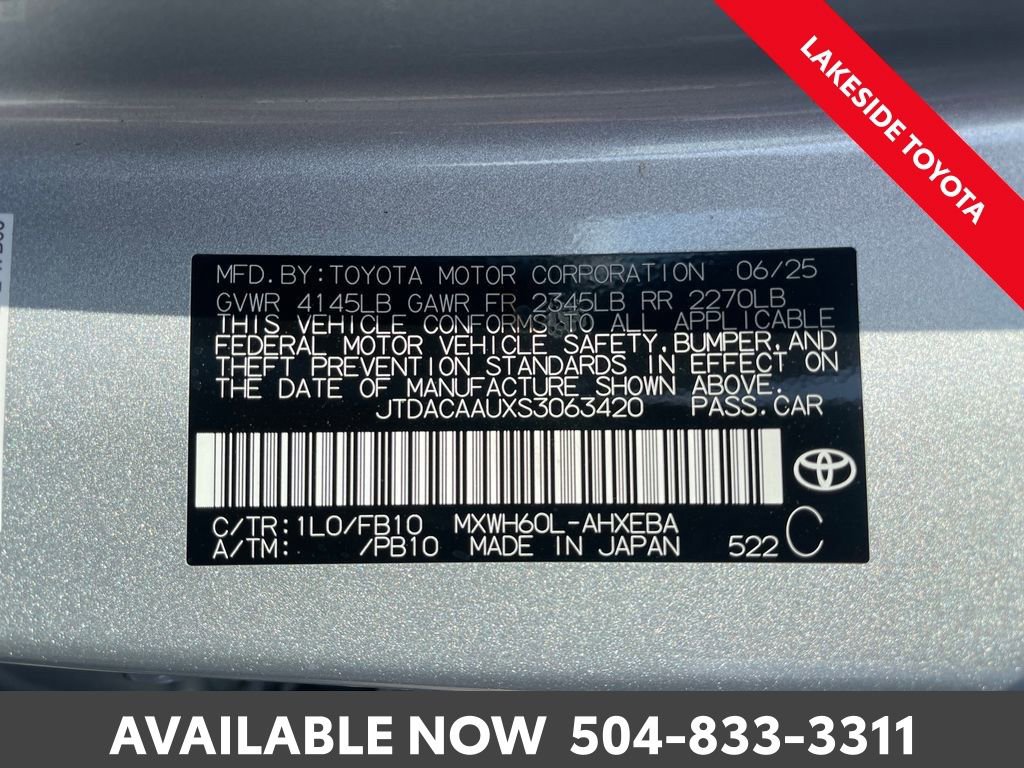 LAKESIDE TOYOTA
MFD.BY:TOYOTA MOTOR CORPORATION 06/25
GVWR 4145LB GAWR FR 2345LB RR 2270LB
THIS VEHICLE CONFORMS TO ALL APPLICABLE
FEDERAL MOTOR VEHICLE SAFETY,BUMPER,AND
THEFT PREVENTION STANDARDS IN EFFECT ON
THE DATE OF MANUFACTURE SHOWN ABOVE.
JTDACAAUXS3063420 PASS.CAR
C/TR:1L0/FB10 MXWH60L-AHXEBA
A/TM: /PB10 MADE IN JAPAN 522 C
AVAILABLE NOW 504-833-3311